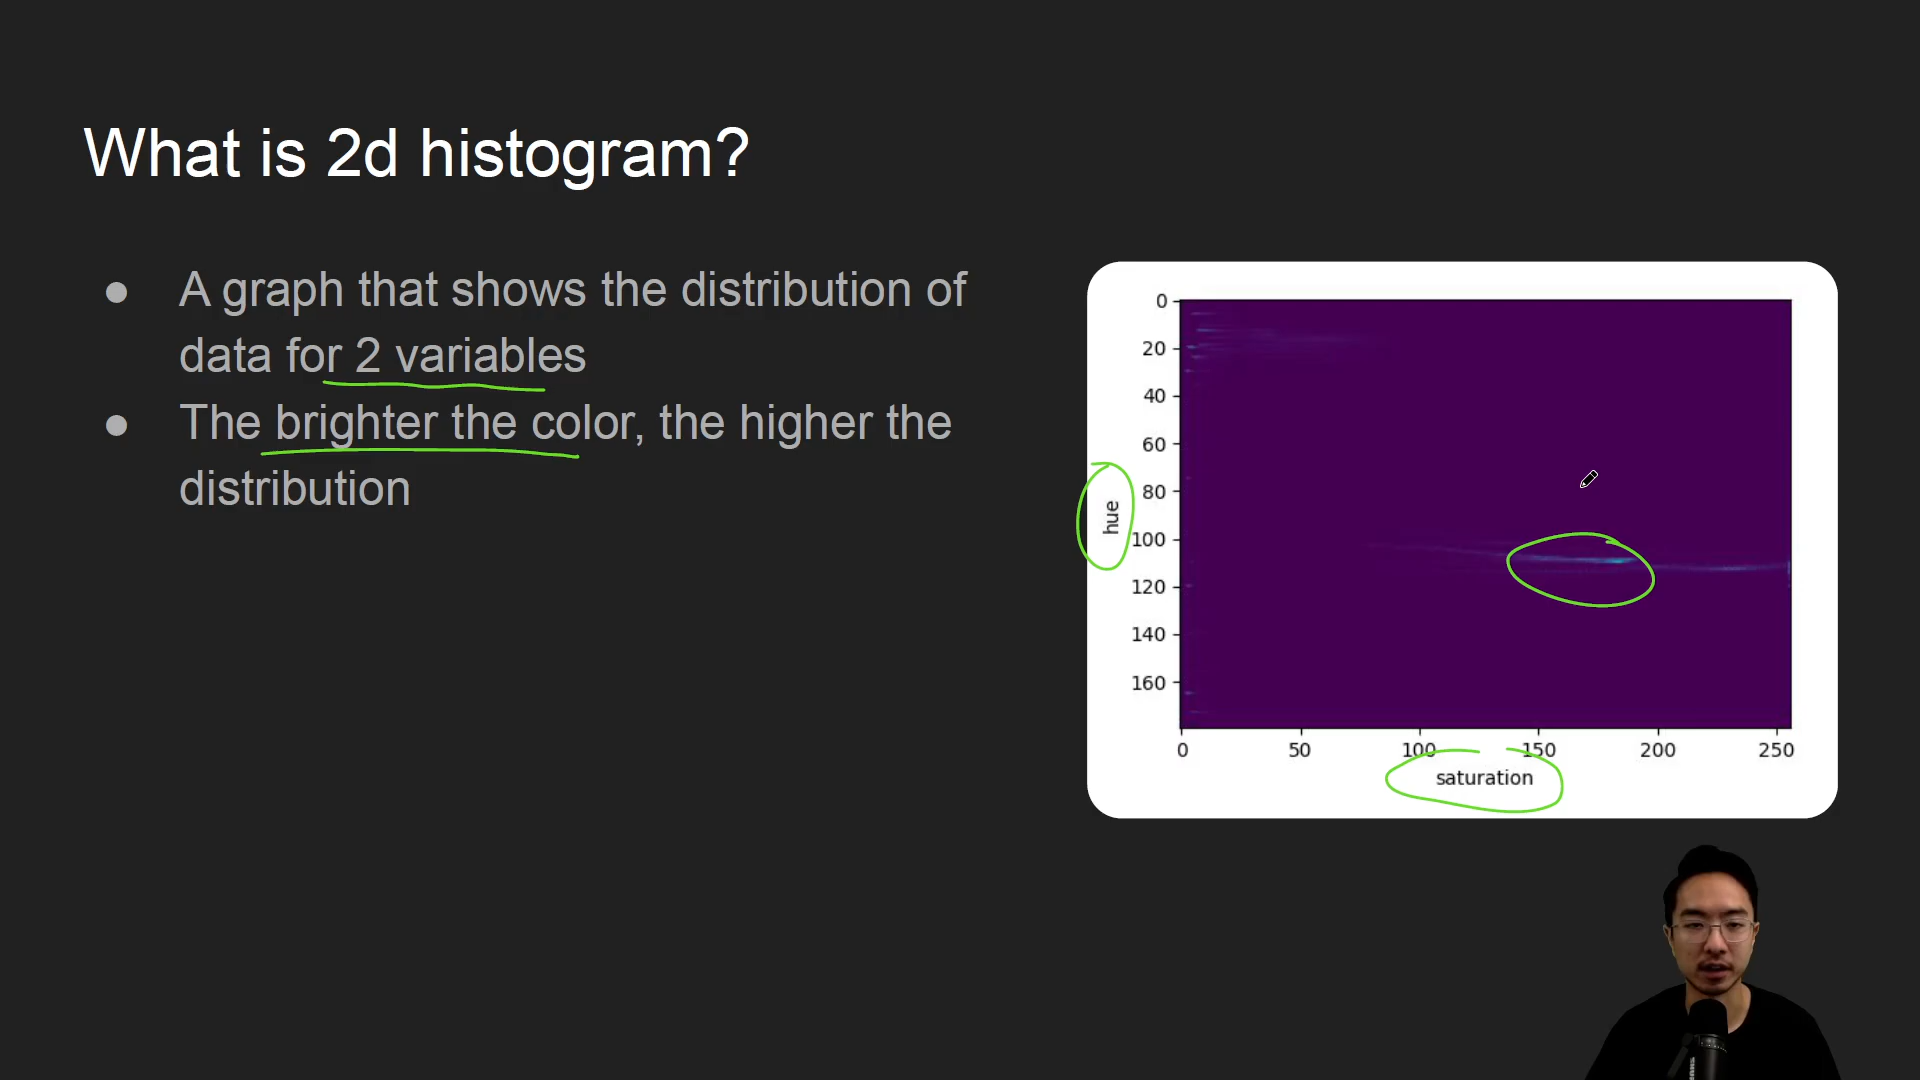 What is 2d histogram?
● A graph that shows the distribution of
data for 2 variables
● The brighter the color, the higher the
distribution
0
20
40
60
80
100
120
140
160
hue
0 50 100 150 200 250
saturation